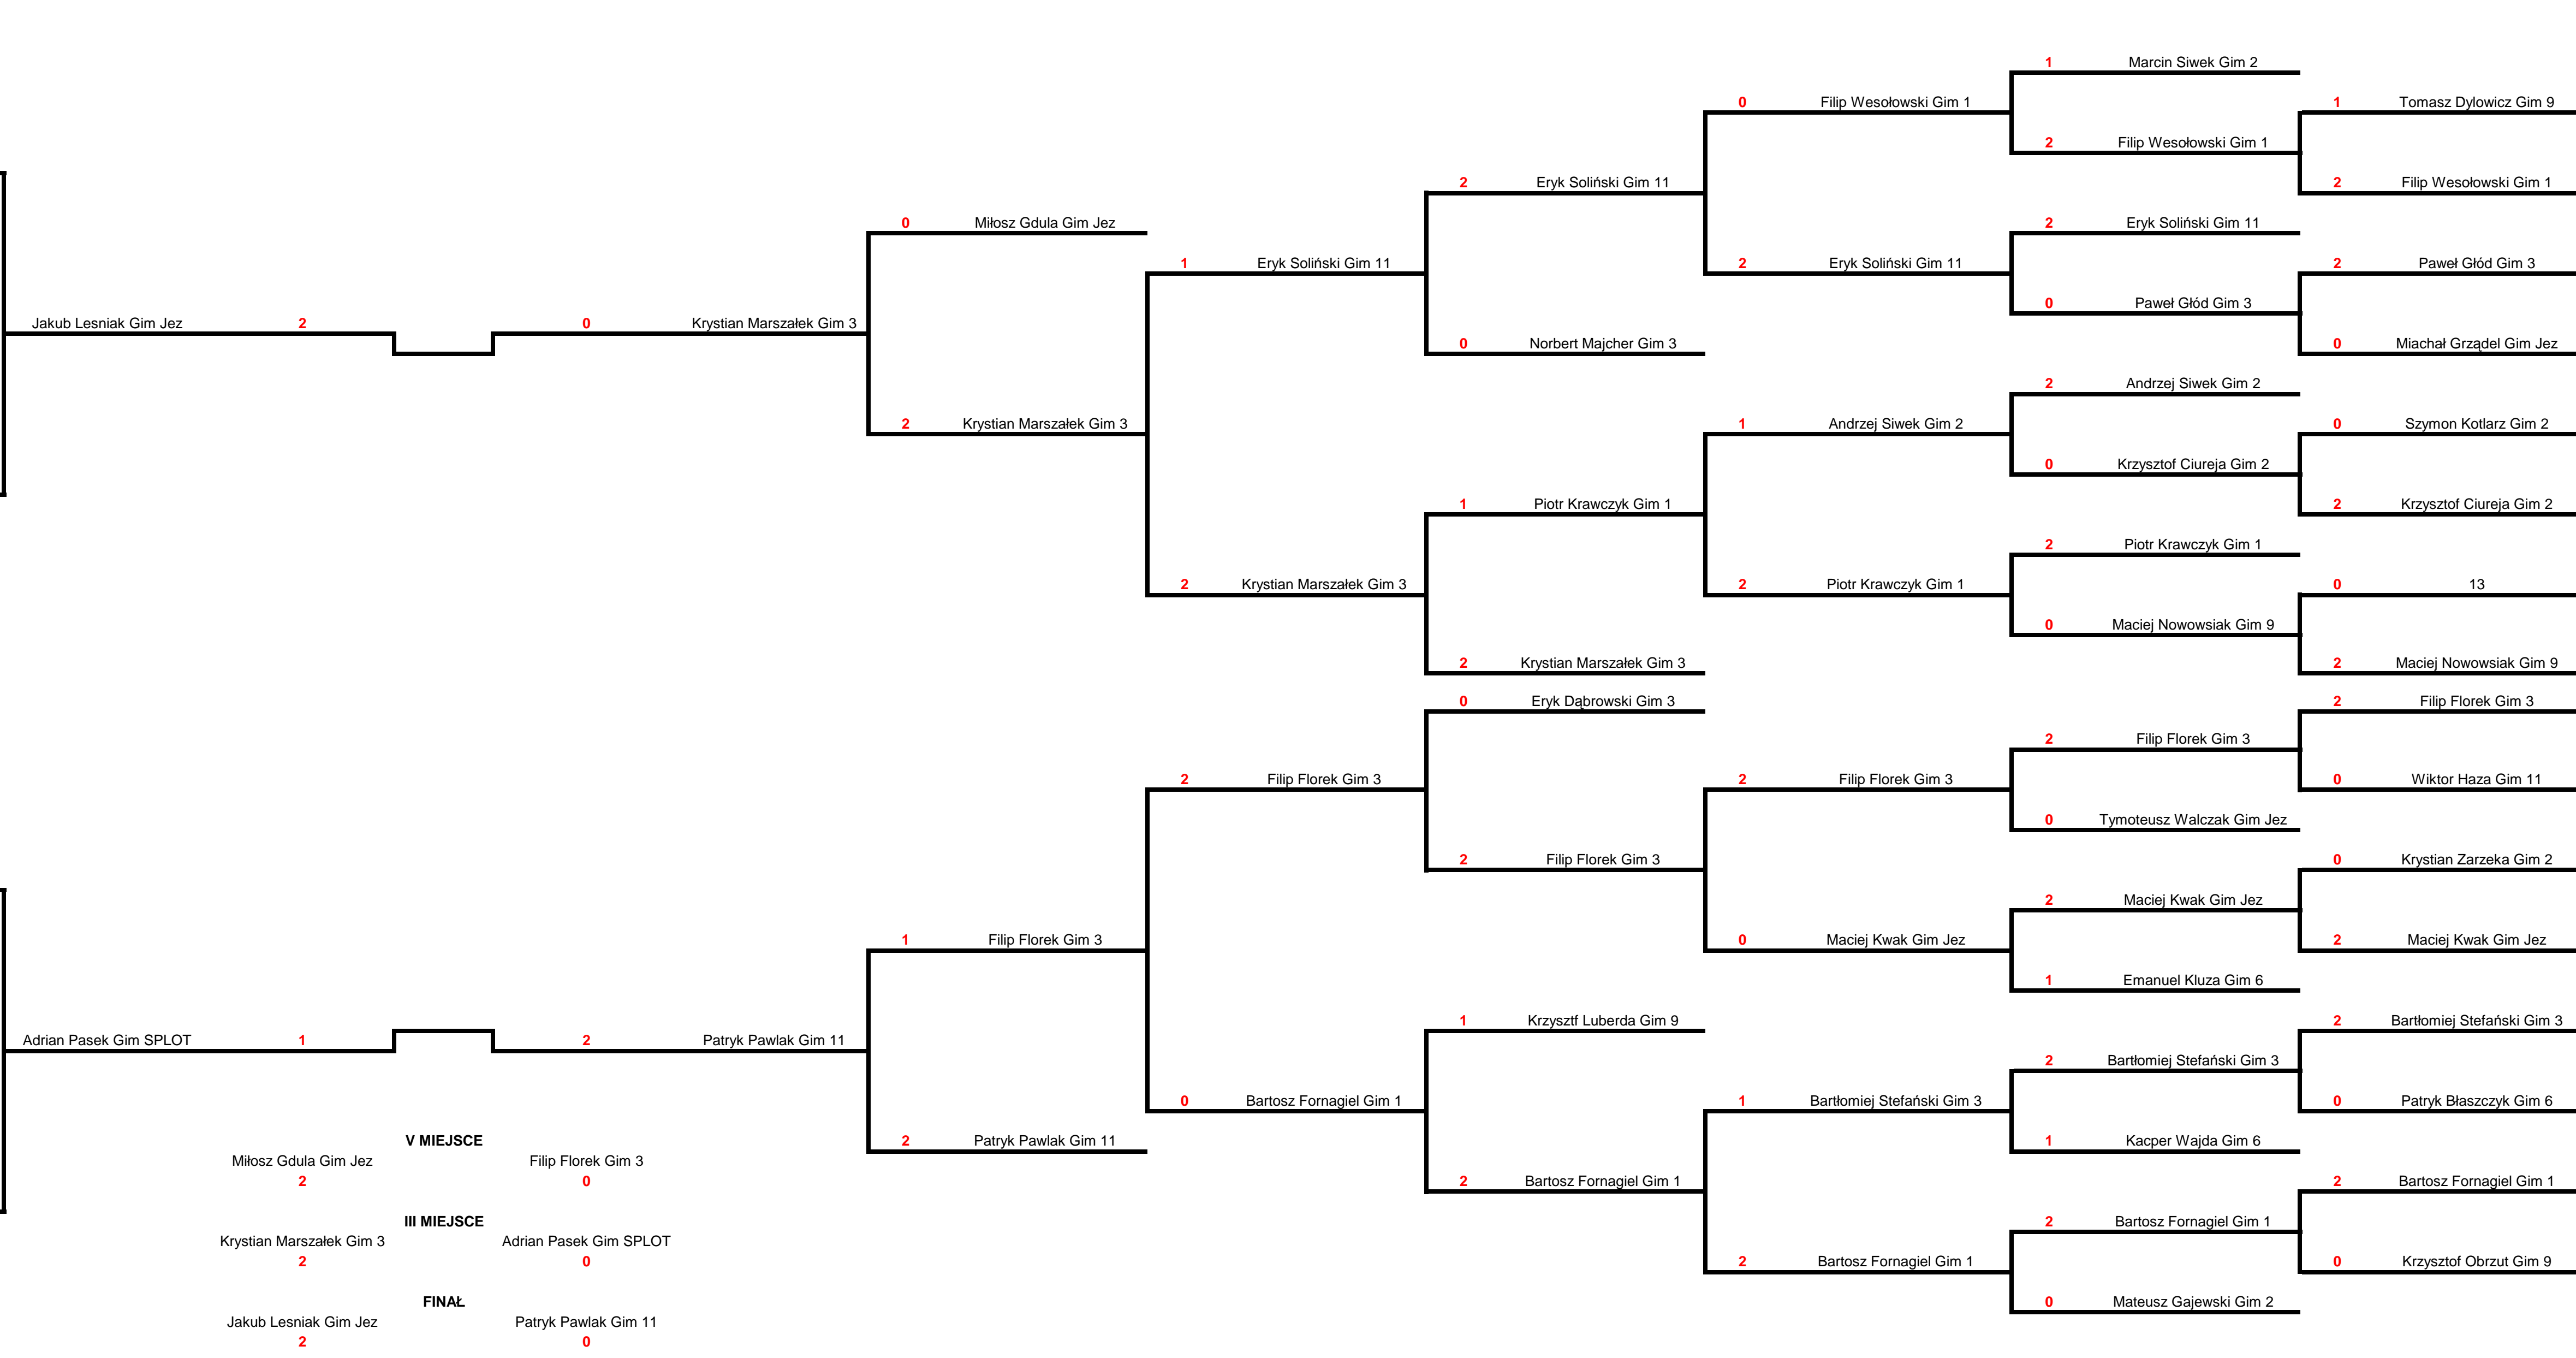 1 Marcin Siwek Gim 2
0 Filip Wesołowski Gim 1 1 Tomasz Dylowicz Gim 9
2 Filip Wesołowski Gim 1
2 Eryk Soliński Gim 11 2 Filip Wesołowski Gim 1
0 Miłosz Gdula Gim Jez 2 Eryk Soliński Gim 11
1 Eryk Soliński Gim 11 2 Eryk Soliński Gim 11 2 Paweł Głód Gim 3
0 Paweł Głód Gim 3
Jakub Lesniak Gim Jez 2 0 Krystian Marszałek Gim 3
0 Norbert Majcher Gim 3 0 Miachał Grządel Gim Jez
2 Andrzej Siwek Gim 2
2 Krystian Marszałek Gim 3 1 Andrzej Siwek Gim 2 0 Szymon Kotlarz Gim 2
0 Krzysztof Ciureja Gim 2
1 Piotr Krawczyk Gim 1 2 Krzysztof Ciureja Gim 2
2 Piotr Krawczyk Gim 1
2 Krystian Marszałek Gim 3 2 Piotr Krawczyk Gim 1 0 13
0 Maciej Nowowsiak Gim 9
2 Krystian Marszałek Gim 3 2 Maciej Nowowsiak Gim 9
0 Eryk Dąbrowski Gim 3 2 Filip Florek Gim 3
2 Filip Florek Gim 3
2 Filip Florek Gim 3 2 Filip Florek Gim 3 0 Wiktor Haza Gim 11
0 Tymoteusz Walczak Gim Jez
2 Filip Florek Gim 3 0 Krystian Zarzeka Gim 2
2 Maciej Kwak Gim Jez
1 Filip Florek Gim 3 0 Maciej Kwak Gim Jez 2 Maciej Kwak Gim Jez
1 Emanuel Kluza Gim 6
1 Krzysztf Luberda Gim 9 2 Bartłomiej Stefański Gim 3
Adrian Pasek Gim SPLOT 1 2 Patryk Pawlak Gim 11
2 Bartłomiej Stefański Gim 3
0 Bartosz Fornagiel Gim 1 1 Bartłomiej Stefański Gim 3 0 Patryk Błaszczyk Gim 6
V MIEJSCE 2 Patryk Pawlak Gim 11 1 Kacper Wajda Gim 6
Miłosz Gdula Gim Jez Filip Florek Gim 3
2 0 2 Bartosz Fornagiel Gim 1 2 Bartosz Fornagiel Gim 1
III MIEJSCE 2 Bartosz Fornagiel Gim 1
Krystian Marszałek Gim 3 Adrian Pasek Gim SPLOT
2 0 2 Bartosz Fornagiel Gim 1 0 Krzysztof Obrzut Gim 9
FINAŁ 0 Mateusz Gajewski Gim 2
Jakub Lesniak Gim Jez Patryk Pawlak Gim 11
2 0